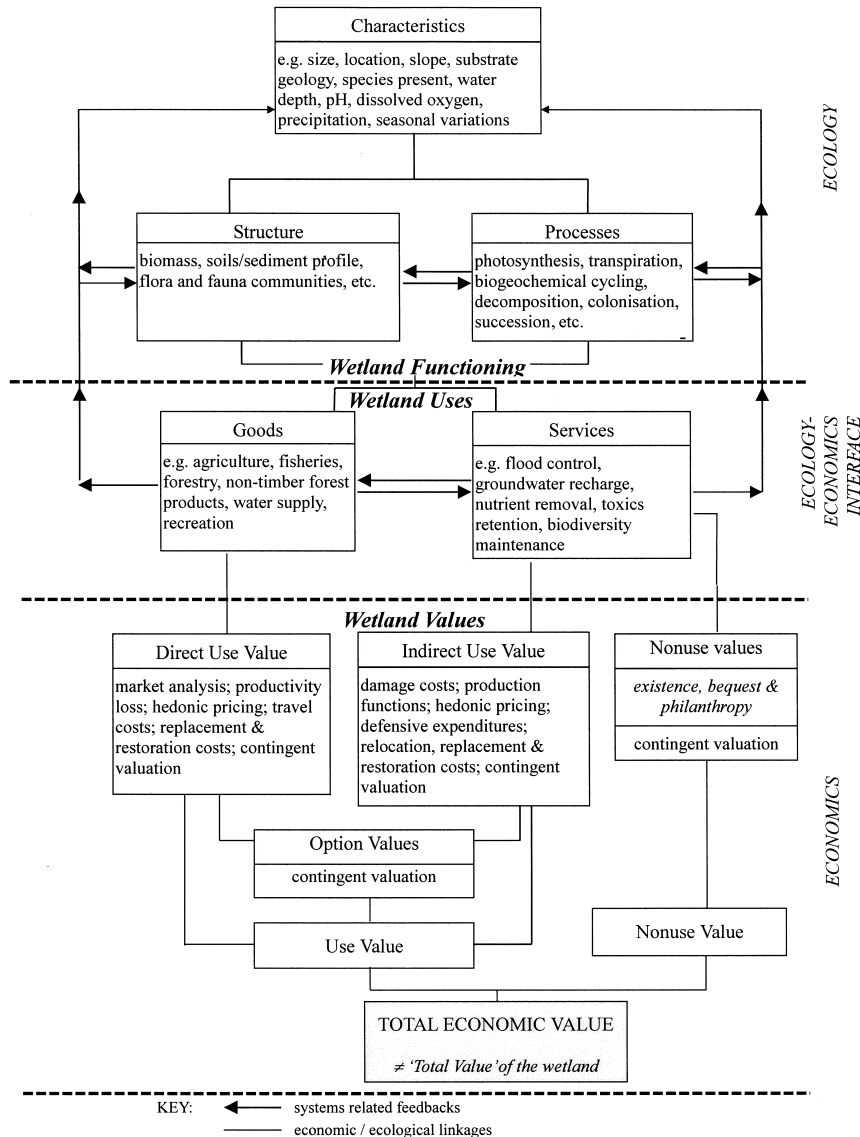 Characteristics
e.g. size, location, slope, substrate
geology, species present, water
depth, pH, dissolved oxygen,
precipitation, seasonal variations
ECOLOGY
Structure
biomass, soils/sediment profile,
flora and fauna communities, etc.
Processes
photosynthesis, transpiration,
biogeochemical cycling,
decomposition, colonisation,
succession, etc.
Wetland Functioning
Wetland Uses
Goods
e.g. agriculture, fisheries,
forestry, non-timber forest
products, water supply,
recreation
Services
e.g. flood control,
groundwater recharge,
nutrient removal, toxics
retention, biodiversity
maintenance
ECOLOGY-
ECONOMICS
INTERFACE
Wetland Values
Direct Use Value
market analysis; productivity
loss; hedonic pricing; travel
costs; replacement &
restoration costs; contingent
valuation
Indirect Use Value
damage costs; production
functions; hedonic pricing;
defensive expenditures;
relocation, replacement &
restoration costs; contingent
valuation
Nonuse values
existence, bequest &
philanthropy
contingent valuation
ECONOMICS
Option Values
contingent valuation
Use Value
Nonuse Value
TOTAL ECONOMIC VALUE
≠ ‘Total Value’ of the wetland
KEY:
systems related feedbacks
economic / ecological linkages